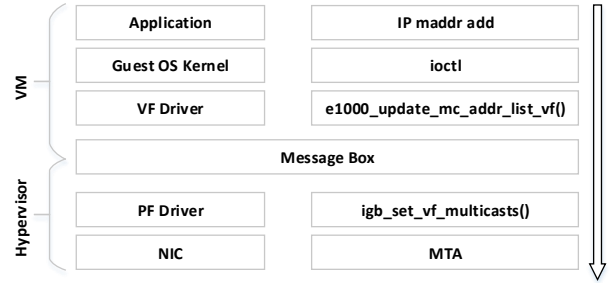 Application
IP maddr add
Guest OS Kernel
ioctl
VF Driver
e1000_update_mc_addr_list_vf()
VM
Message Box
Hypervisor
PF Driver
igb_set_vf_multicasts()
NIC
MTA